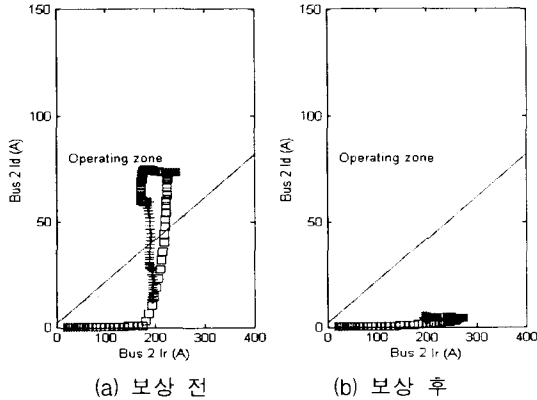 150
100
50
0
Operating zone
Bus 2 Id (A)
0 100 200 300 400
Bus 2 Ir (A)
(a) 보상 전
150
100
50
0
Operating zone
Bus 2 Id (A)
0 100 200 300 400
Bus 2 Ir (A)
(b) 보상 후